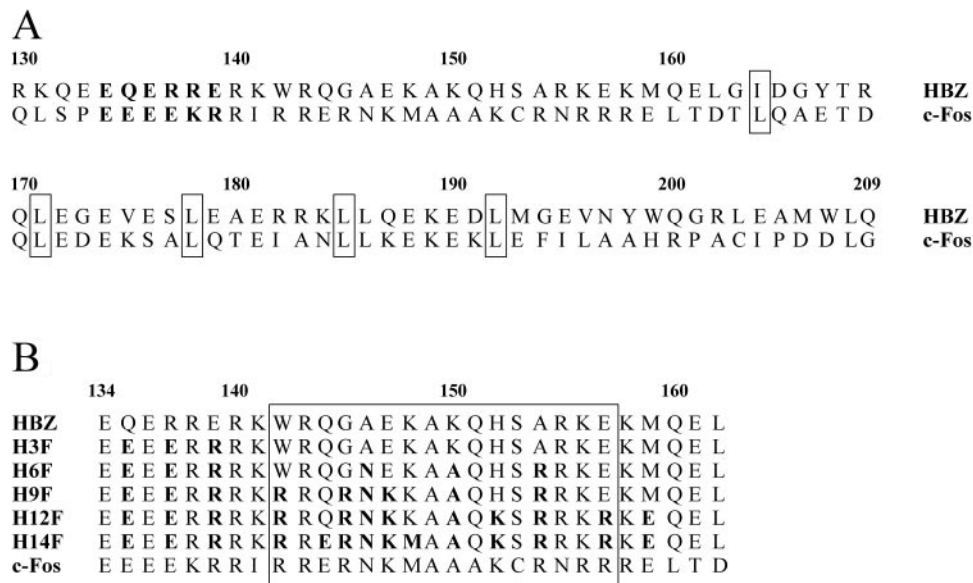 A
130 140 150 160
R K Q E E Q E R R E R K W R Q G A E K A K Q H S A R K E K M Q E L G I D G Y T R HBZ
Q L S P E E E E K R R I R R E R N K M A A A K C R N R R R E L T D T L Q A E T D c-Fos
170 180 190 200 209
Q L E G E V E S L E A E R R K L L Q E K E D L M G E V N Y W Q G R L E A M W L Q HBZ
Q L E D E K S A L Q T E I A N L L K E K E K L E F I L A A H R P A C I P D D L G c-Fos
B
134 140 150 160
HBZ E Q E R R E R K W R Q G A E K A K Q H S A R K E K M Q E L
H3F E E E E R R R K W R Q G A E K A K Q H S A R K E K M Q E L
H6F E E E E R R R K W R Q G N E K A A Q H S R R K E K M Q E L
H9F E E E E R R R K R R Q R N K K A A Q H S R R K E K M Q E L
H12F E E E E R R R K R R Q R N K K A A Q K S R R K R K E Q E L
H14F E E E E R R R K R R E R N K M A A Q K S R R K R K E Q E L
c-Fos E E E E K R R I R R E R N K M A A A K C R N R R R E L T D